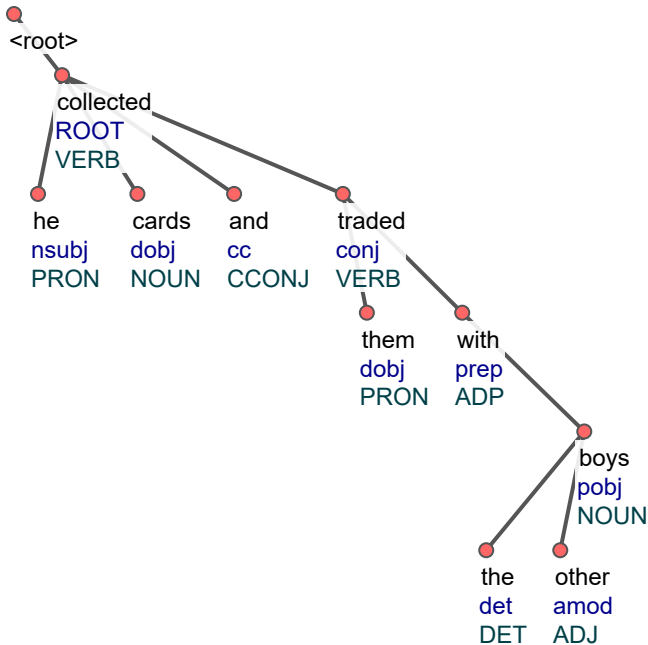 <root>
collected
ROOT
VERB
he cards and traded
nsubj dobj cc conj
PRON NOUN CCONJ VERB
them with
dobj prep
PRON ADP
boys
pobj
NOUN
the other
det amod
DET ADJ